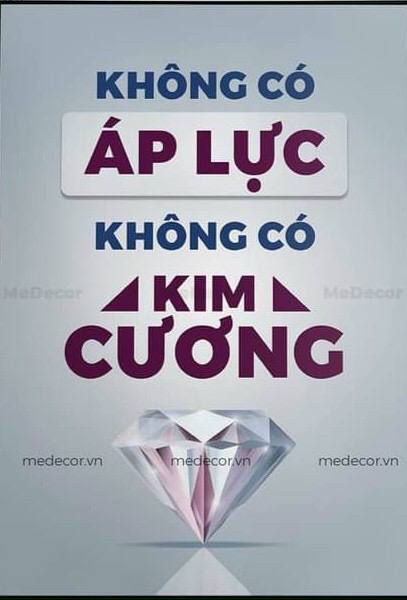 KHÔNG CÓ
ÁP LỰC
KHÔNG CÓ
MeDecor MeDecor
KIM
CƯƠNG
medecor.vn medecor.vn medecor.vn